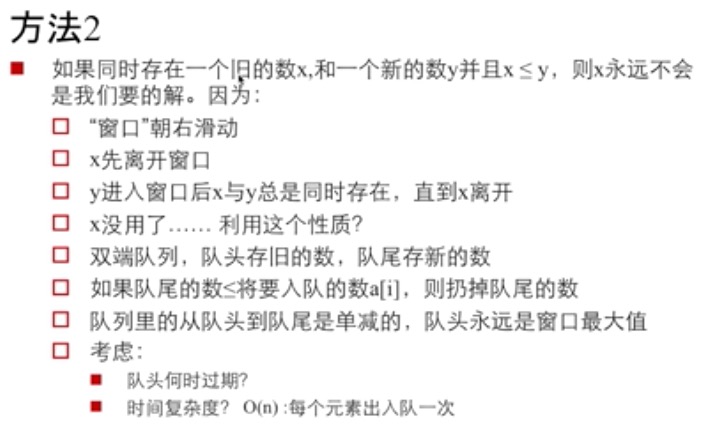 方法2
如果同时存在一个旧的数x,和一个新的数y并且x ≤ y，则x永远不会
是我们要的解。因为：
“窗口”朝右滑动
x先离开窗口
y进入窗口后x与y总是同时存在，直到x离开
x没用了…… 利用这个性质？
双端队列，队头存旧的数，队尾存新的数
如果队尾的数≤将要入队的数a[i]，则扔掉队尾的数
队列里的从队头到队尾是单减的，队头永远是窗口最大值
考虑：
队头何时过期？
时间复杂度？ O(n) :每个元素出入队一次